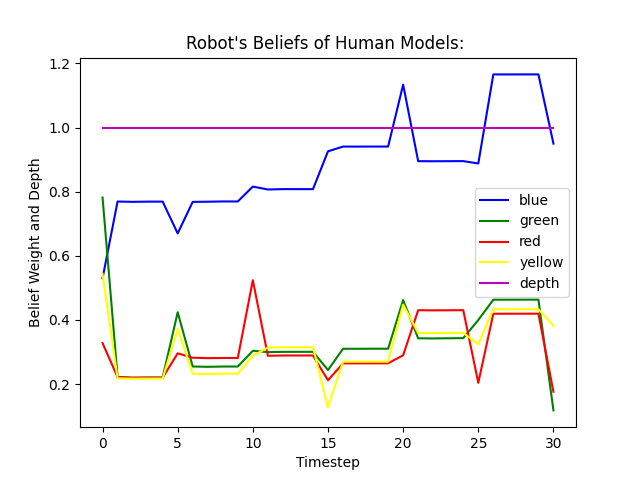 Robot's Beliefs of Human Models:
Belief Weight and Depth
1.2
1.0
0.8
0.6
0.4
0.2
blue
green
red
yellow
depth
0 5 10 15 20 25 30
Timestep